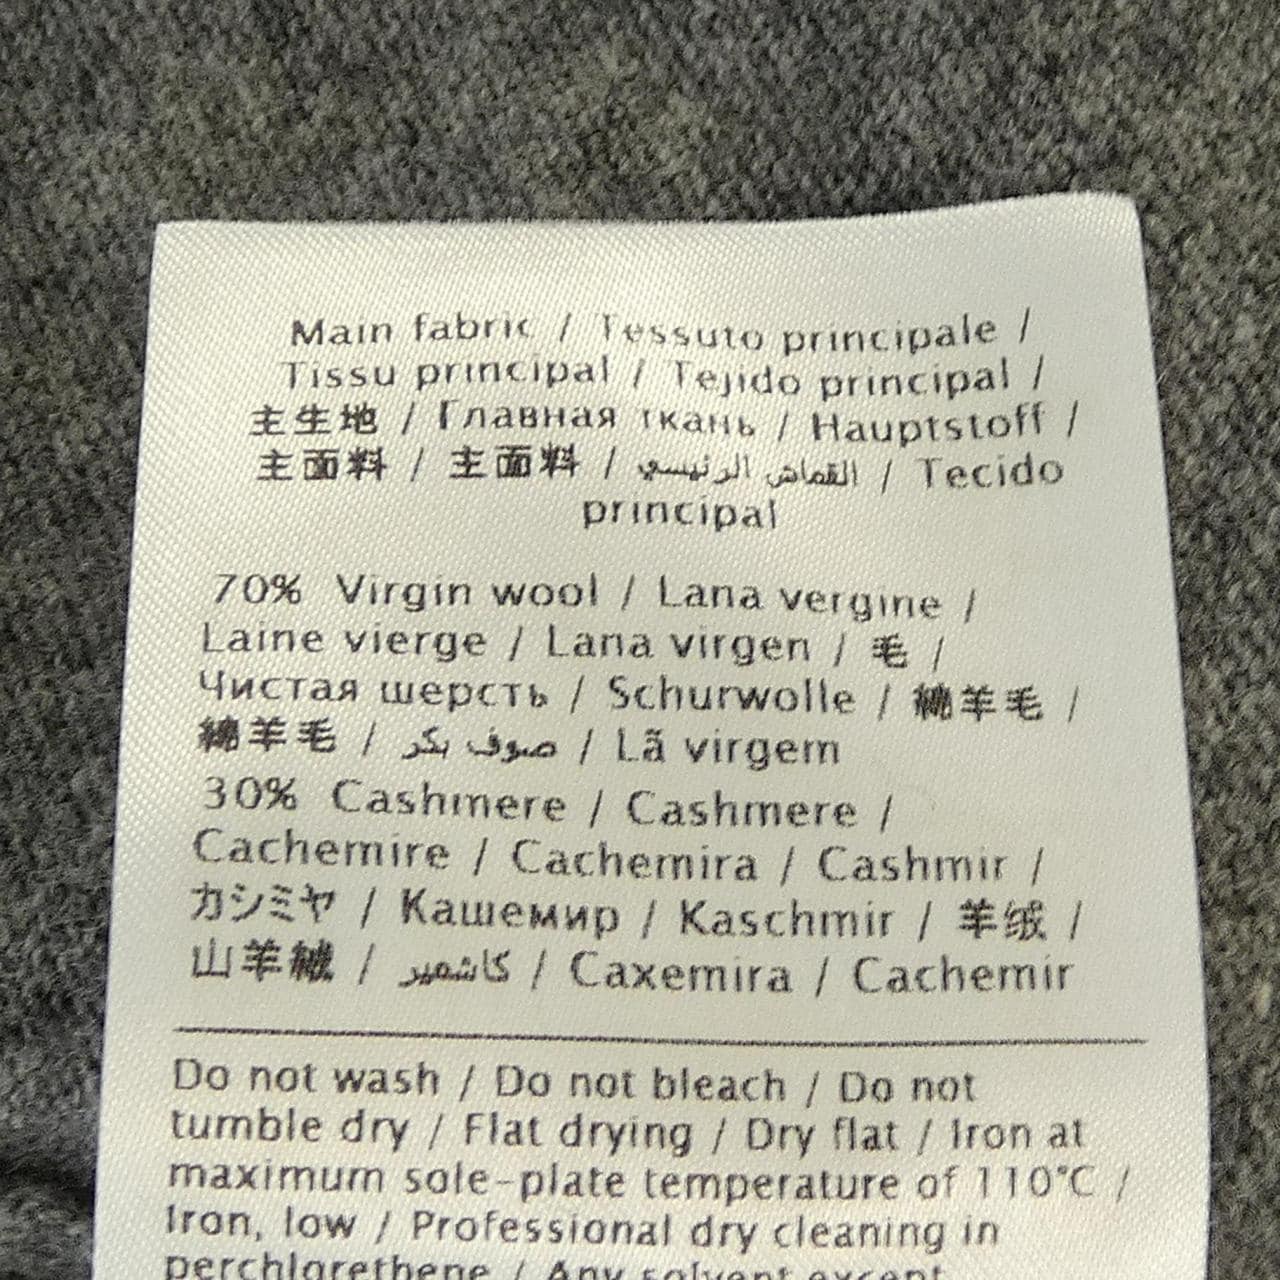 Main fabric / Tessuto principale /
Tissu principal / Tejido principal /
主生地 / Главная ткань / Hauptstoff /
主面料 / 主面料 / القماش الرئيسي / Tecido
principal
70% Virgin wool / Lana vergine /
Laine vierge / Lana virgen / 毛 /
Чистая шерсть / Schurwolle / 綿羊毛 /
綿羊毛 / صوف بكر / Lã virgem
30% Cashmere / Cashmere /
Cachemire / Cachemira / Cashmir /
カシミヤ / Кашемир / Kaschmir / 羊绒 /
山羊絨 / كاشمير / Caxemira / Cachemir
Do not wash / Do not bleach / Do not
tumble dry / Flat drying / Dry flat / Iron at
maximum sole-plate temperature of 110°C /
Iron, low / Professional dry cleaning in
perchlorethene / Any solvent except